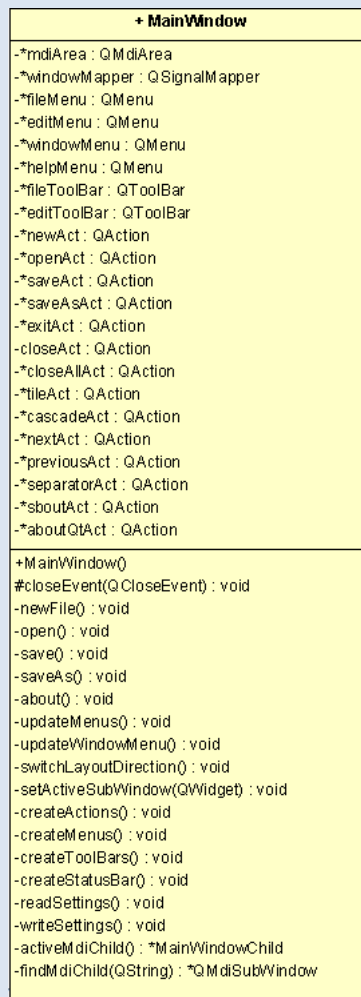 + MainWindow
-*mdiArea : QMdiArea
-*windowMapper : QSignalMapper
-*fileMenu : QMenu
-*editMenu : QMenu
-*windowMenu : QMenu
-*helpMenu : QMenu
-*fileToolBar : QToolBar
-*editToolBar : QToolBar
-*newAct : QAction
-*openAct : QAction
-*saveAct : QAction
-*saveAsAct : QAction
-*exitAct : QAction
-closeAct : QAction
-*closeAllAct : QAction
-*tileAct : QAction
-*cascadeAct : QAction
-*nextAct : QAction
-*previousAct : QAction
-*separatorAct : QAction
-*sboutAct : QAction
-*aboutQtAct : QAction
+MainWindow()
#closeEvent(QCloseEvent) : void
-newFile() : void
-open() : void
-save() : void
-saveAs() : void
-about() : void
-updateMenus() : void
-updateWindowMenu() : void
-switchLayoutDirection() : void
-setActiveSubWindow(QWidget) : void
-createActions() : void
-createMenus() : void
-createToolBars() : void
-createStatusBar() : void
-readSettings() : void
-writeSettings() : void
-activeMdiChild() : *MainWindowChild
-findMdiChild(QString) : *QMdiSubWindow